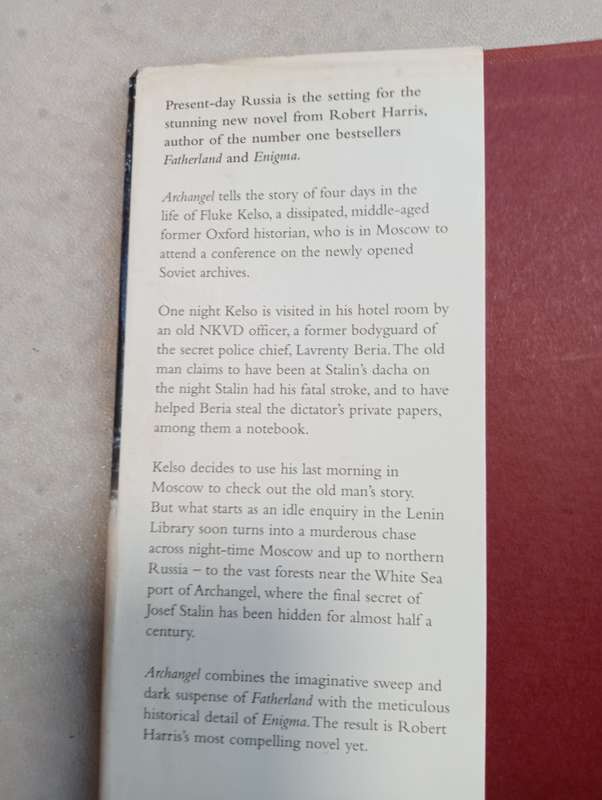 Present-day Russia is the setting for the
stunning new novel from Robert Harris,
author of the number one bestsellers
Fatherland and Enigma.
Archangel tells the story of four days in the
life of Fluke Kelso, a dissipated, middle-aged
former Oxford historian, who is in Moscow to
attend a conference on the newly opened
Soviet archives.
One night Kelso is visited in his hotel room by
an old NKVD officer, a former bodyguard of
the secret police chief, Lavrenty Beria. The old
man claims to have been at Stalin's dacha on
the night Stalin had his fatal stroke, and to have
helped Beria steal the dictator's private papers,
among them a notebook.
Kelso decides to use his last morning in
Moscow to check out the old man's story.
But what starts as an idle enquiry in the Lenin
Library soon turns into a murderous chase
across night-time Moscow and up to northern
Russia – to the vast forests near the White Sea
port of Archangel, where the final secret of
Josef Stalin has been hidden for almost half a
century.
Archangel combines the imaginative sweep and
dark suspense of Fatherland with the meticulous
historical detail of Enigma. The result is Robert
Harris's most compelling novel yet.